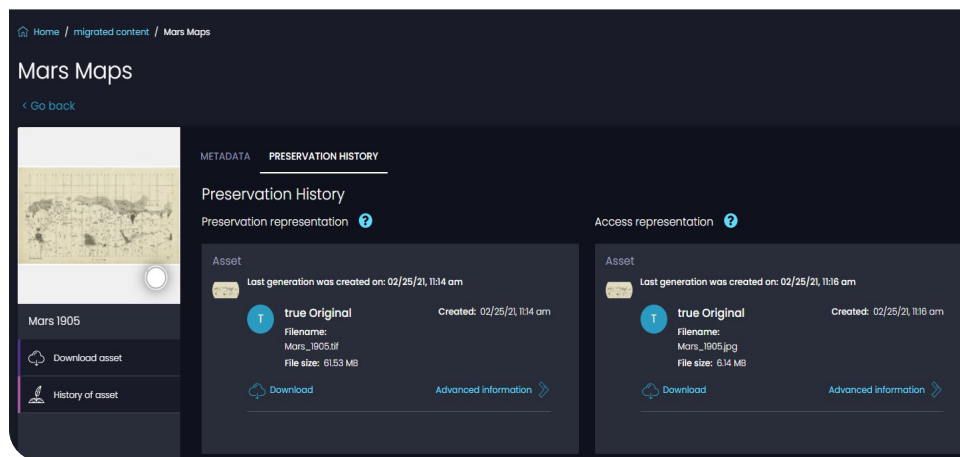 Home / migrated content / Mars Maps
Mars Maps
< Go back
METADATA PRESERVATION HISTORY
Preservation History
Preservation representation ?
Asset
Last generation was created on: 02/25/21, 11:14 am
T
true Original
Created: 02/25/21, 11:14 am
Filename:
Mars_1905.tif
File size: 61.53 MB
Download
Advanced information
Access representation ?
Asset
Last generation was created on: 02/25/21, 11:16 am
T
true Original
Created: 02/25/21, 11:16 am
Filename:
Mars_1905.jpg
File size: 6.14 MB
Download
Advanced information
Mars 1905
Download asset
History of asset